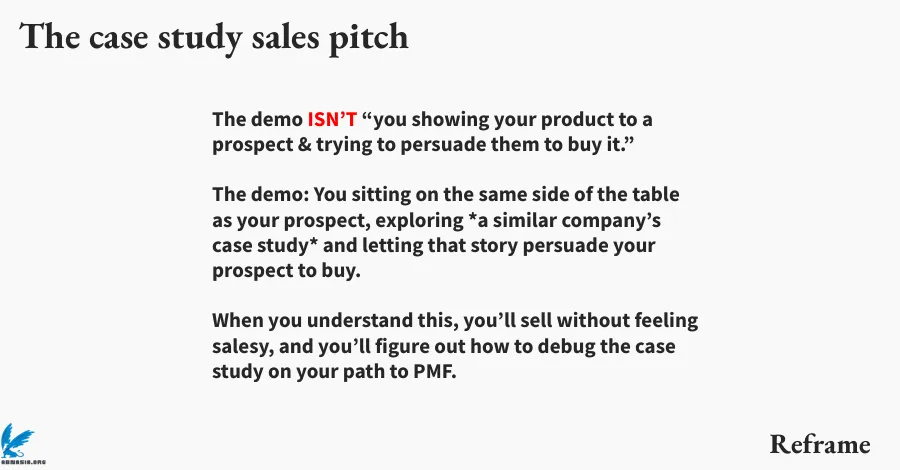 The case study sales pitch
The demo ISN’T “you showing your product to a
prospect & trying to persuade them to buy it.”
The demo: You sitting on the same side of the table
as your prospect, exploring *a similar company’s
case study* and letting that story persuade your
prospect to buy.
When you understand this, you’ll sell without feeling
salesy, and you’ll figure out how to debug the case
study on your path to PMF.
Reframe